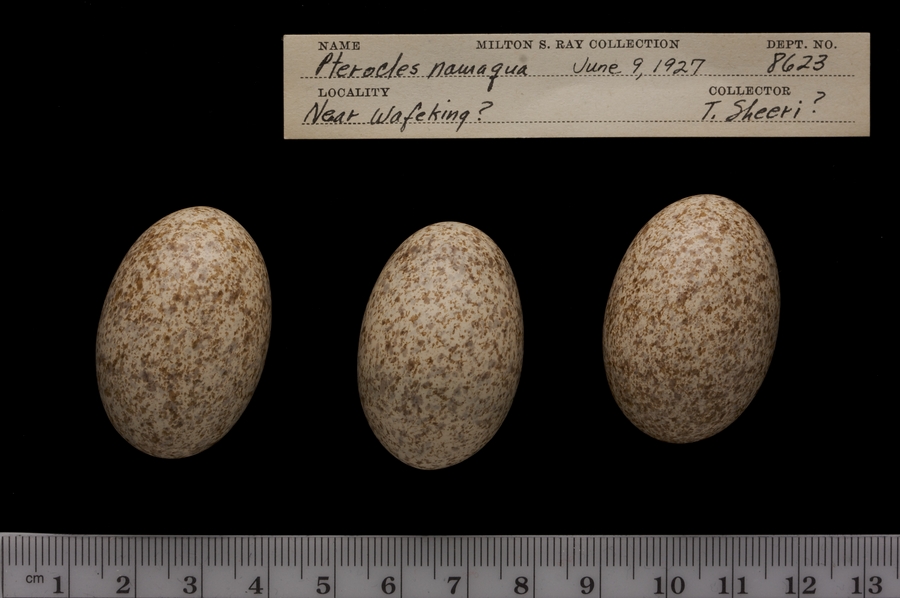 NAME MILTON S. RAY COLLECTION DEPT. NO.
Pterocles namaqua June 9, 1927 8623
LOCALITY COLLECTOR
Near Wafeking? T. Sheeri?
cm 1 2 3 4 5 6 7 8 9 10 11 12 13